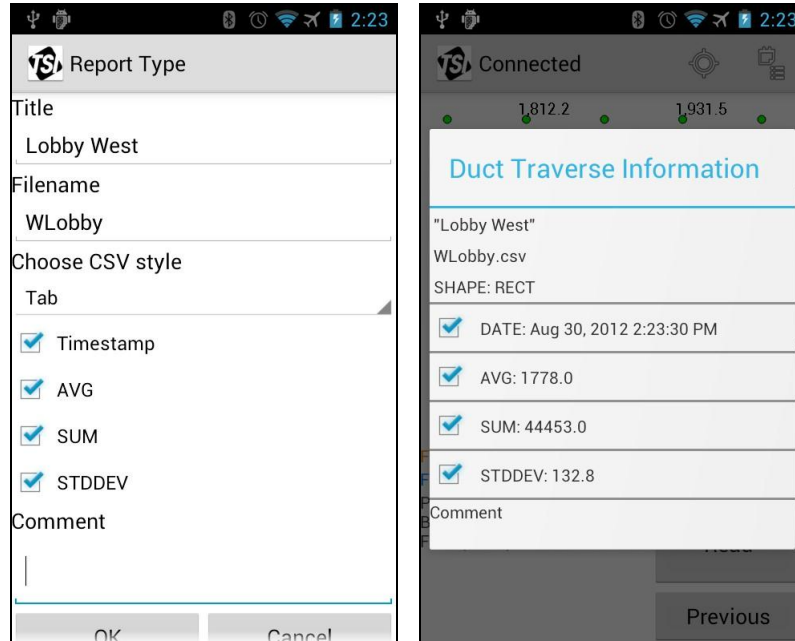 2:23
TSI Report Type
Title
Lobby West
Filename
WLobby
Choose CSV style
Tab
Timestamp
AVG
SUM
STDDEV
Comment
OK
Cancel
2:23
TSI Connected
1,812.2
1,931.5
Duct Traverse Information
"Lobby West"
WLobby.csv
SHAPE: RECT
DATE: Aug 30, 2012 2:23:30 PM
AVG: 1778.0
SUM: 44453.0
STDDEV: 132.8
Comment
Previous